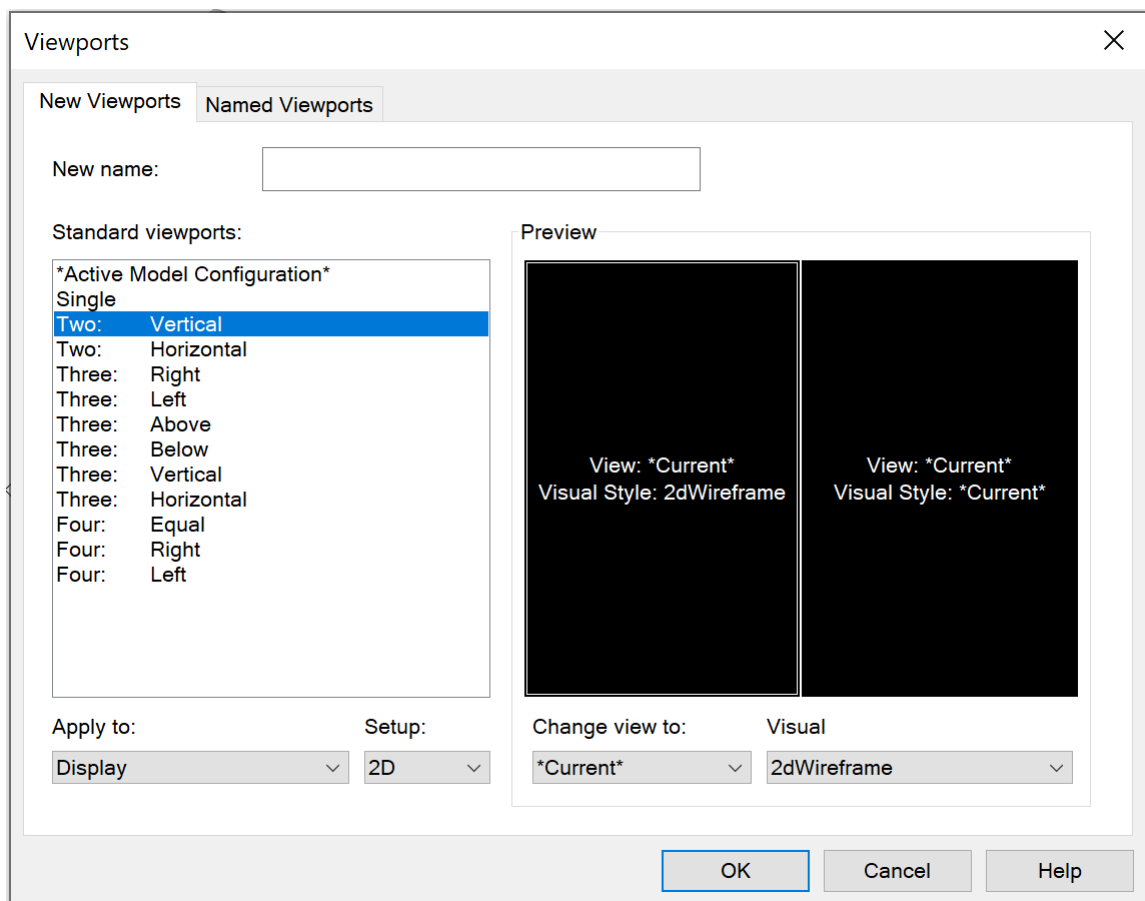 Viewports
New Viewports
Named Viewports
New name:
Standard viewports:
*Active Model Configuration*
Single
Two: Vertical
Two: Horizontal
Three: Right
Three: Left
Three: Above
Three: Below
Three: Vertical
Three: Horizontal
Four: Equal
Four: Right
Four: Left
Apply to:
Display
Setup:
2D
Preview
View: *Current*
Visual Style: 2dWireframe
View: *Current*
Visual Style: *Current*
Change view to:
*Current*
Visual
2dWireframe
OK
Cancel
Help